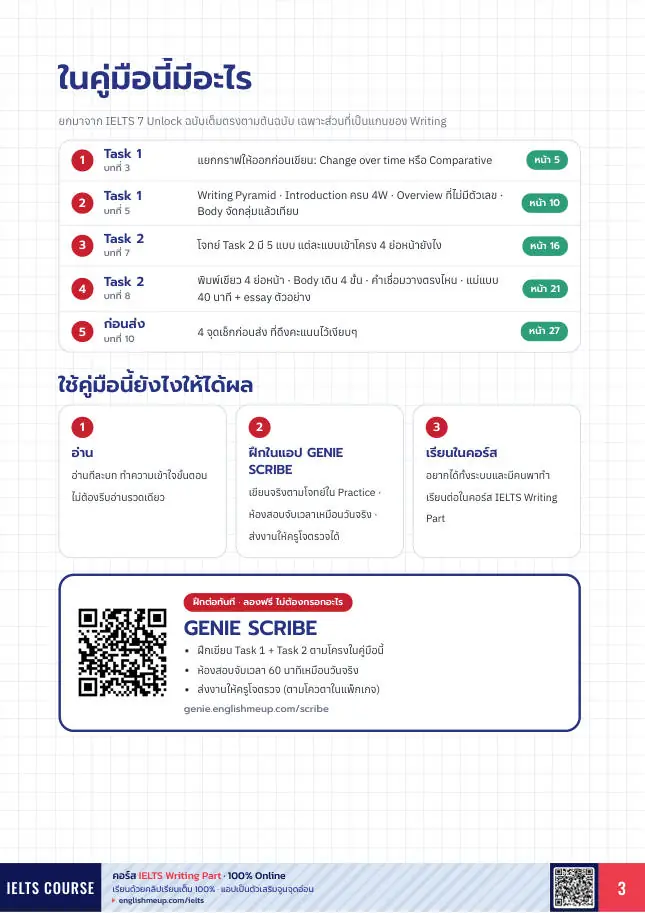 ในคู่มือนี้มีอะไร
ยกมาจาก IELTS 7 Unlock ฉบับเต็มตรงตามต้นฉบับ เฉพาะส่วนที่เป็นแกนของ Writing
1
Task 1
บทที่ 3
แยกกราฟให้ออกก่อนเขียน: Change over time หรือ Comparative
หน้า 5
2
Task 1
บทที่ 5
Writing Pyramid · Introduction ครบ 4W · Overview ที่ไม่มีตัวเลข ·
Body จัดกลุ่มแล้วเทียบ
หน้า 10
3
Task 2
บทที่ 7
โจทย์ Task 2 มี 5 แบบ แต่ละแบบเข้าโครง 4 ย่อหน้ายังไง
หน้า 16
4
Task 2
บทที่ 8
พิมพ์เขียว 4 ย่อหน้า · Body เดิน 4 ขั้น · คำเชื่อมวางตรงไหน · แม่แบบ
40 นาที + essay ตัวอย่าง
หน้า 21
5
ก่อนส่ง
บทที่ 10
4 จุดเช็กก่อนส่ง ที่ดึงคะแนนไว้เงียบๆ
หน้า 27
ใช้คู่มือนี้ยังไงให้ได้ผล
1
อ่าน
อ่านทีละบท ทำความเข้าใจขั้นตอน
ไม่ต้องรีบอ่านรวดเดียว
2
ฝึกในแอป GENIE
SCRIBE
เขียนจริงตามโจทย์ใน Practice ·
ห้องสอบจับเวลาเหมือนวันจริง ·
ส่งงานให้ครูโจตรวจได้
3
เรียนในคอร์ส
อยากได้ทั้งระบบและมีคนพาทำ
เรียนต่อในคอร์ส IELTS Writing
Part
ฝึกต่อทันที · ลองฟรี ไม่ต้องกรอกอะไร
GENIE SCRIBE
• ฝึกเขียน Task 1 + Task 2 ตามโครงในคู่มือนี้
• ห้องสอบจับเวลา 60 นาทีเหมือนวันจริง
• ส่งงานให้ครูโจตรวจ (ตามโควตาในแพ็กเกจ)
genie.englishmeup.com/scribe
IELTS COURSE
คอร์ส IELTS Writing Part · 100% Online
เรียนด้วยคลิปเรียนเต็ม 100% · แอปเป็นตัวเสริมจูนจุดอ่อน
englishmeup.com/ielts
3